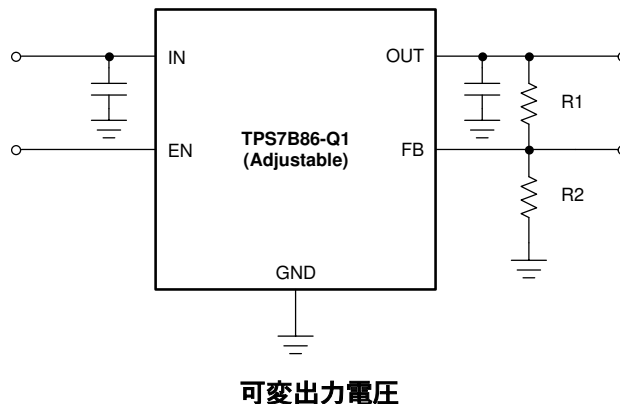 IN
OUT
R1
TPS7B86-Q1
(Adjustable)
EN
FB
R2
GND
可変出力電圧